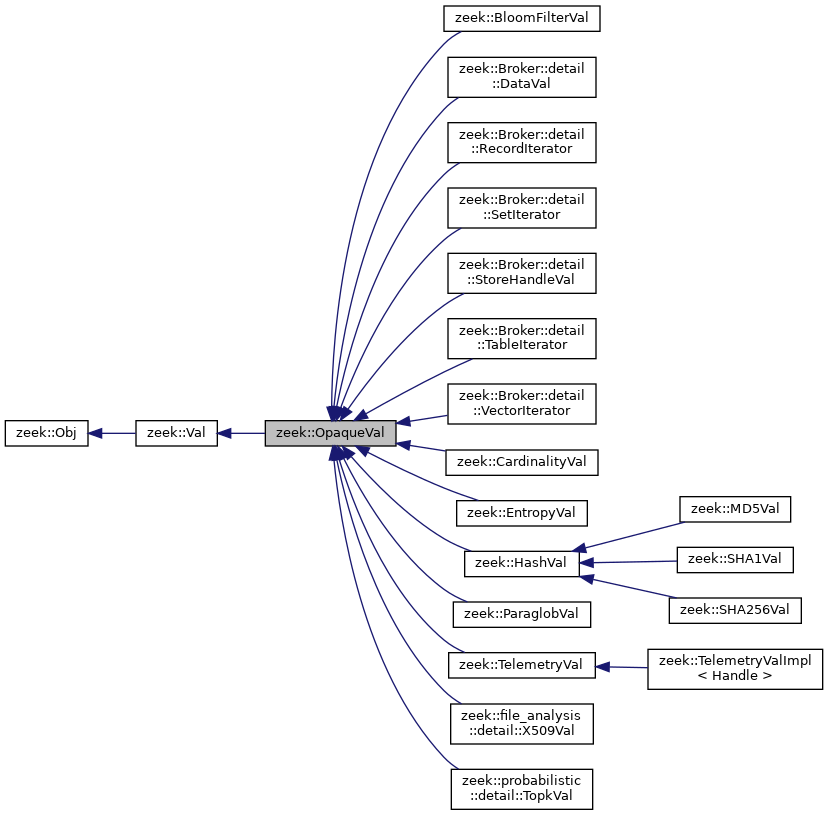 zeek::BloomFilterVal
zeek::Broker::detail
::DataVal
zeek::Broker::detail
::RecordIterator
zeek::Broker::detail
::SetIterator
zeek::Broker::detail
::StoreHandleVal
zeek::Broker::detail
::TableIterator
zeek::Broker::detail
::VectorIterator
zeek::Obj
zeek::Val
zeek::OpaqueVal
zeek::CardinalityVal
zeek::EntropyVal
zeek::HashVal
zeek::MD5Val
zeek::SHA1Val
zeek::SHA256Val
zeek::ParaglobVal
zeek::TelemetryVal
zeek::TelemetryValImpl
< Handle >
zeek::file_analysis
::detail::X509Val
zeek::probabilistic
::detail::TopkVal